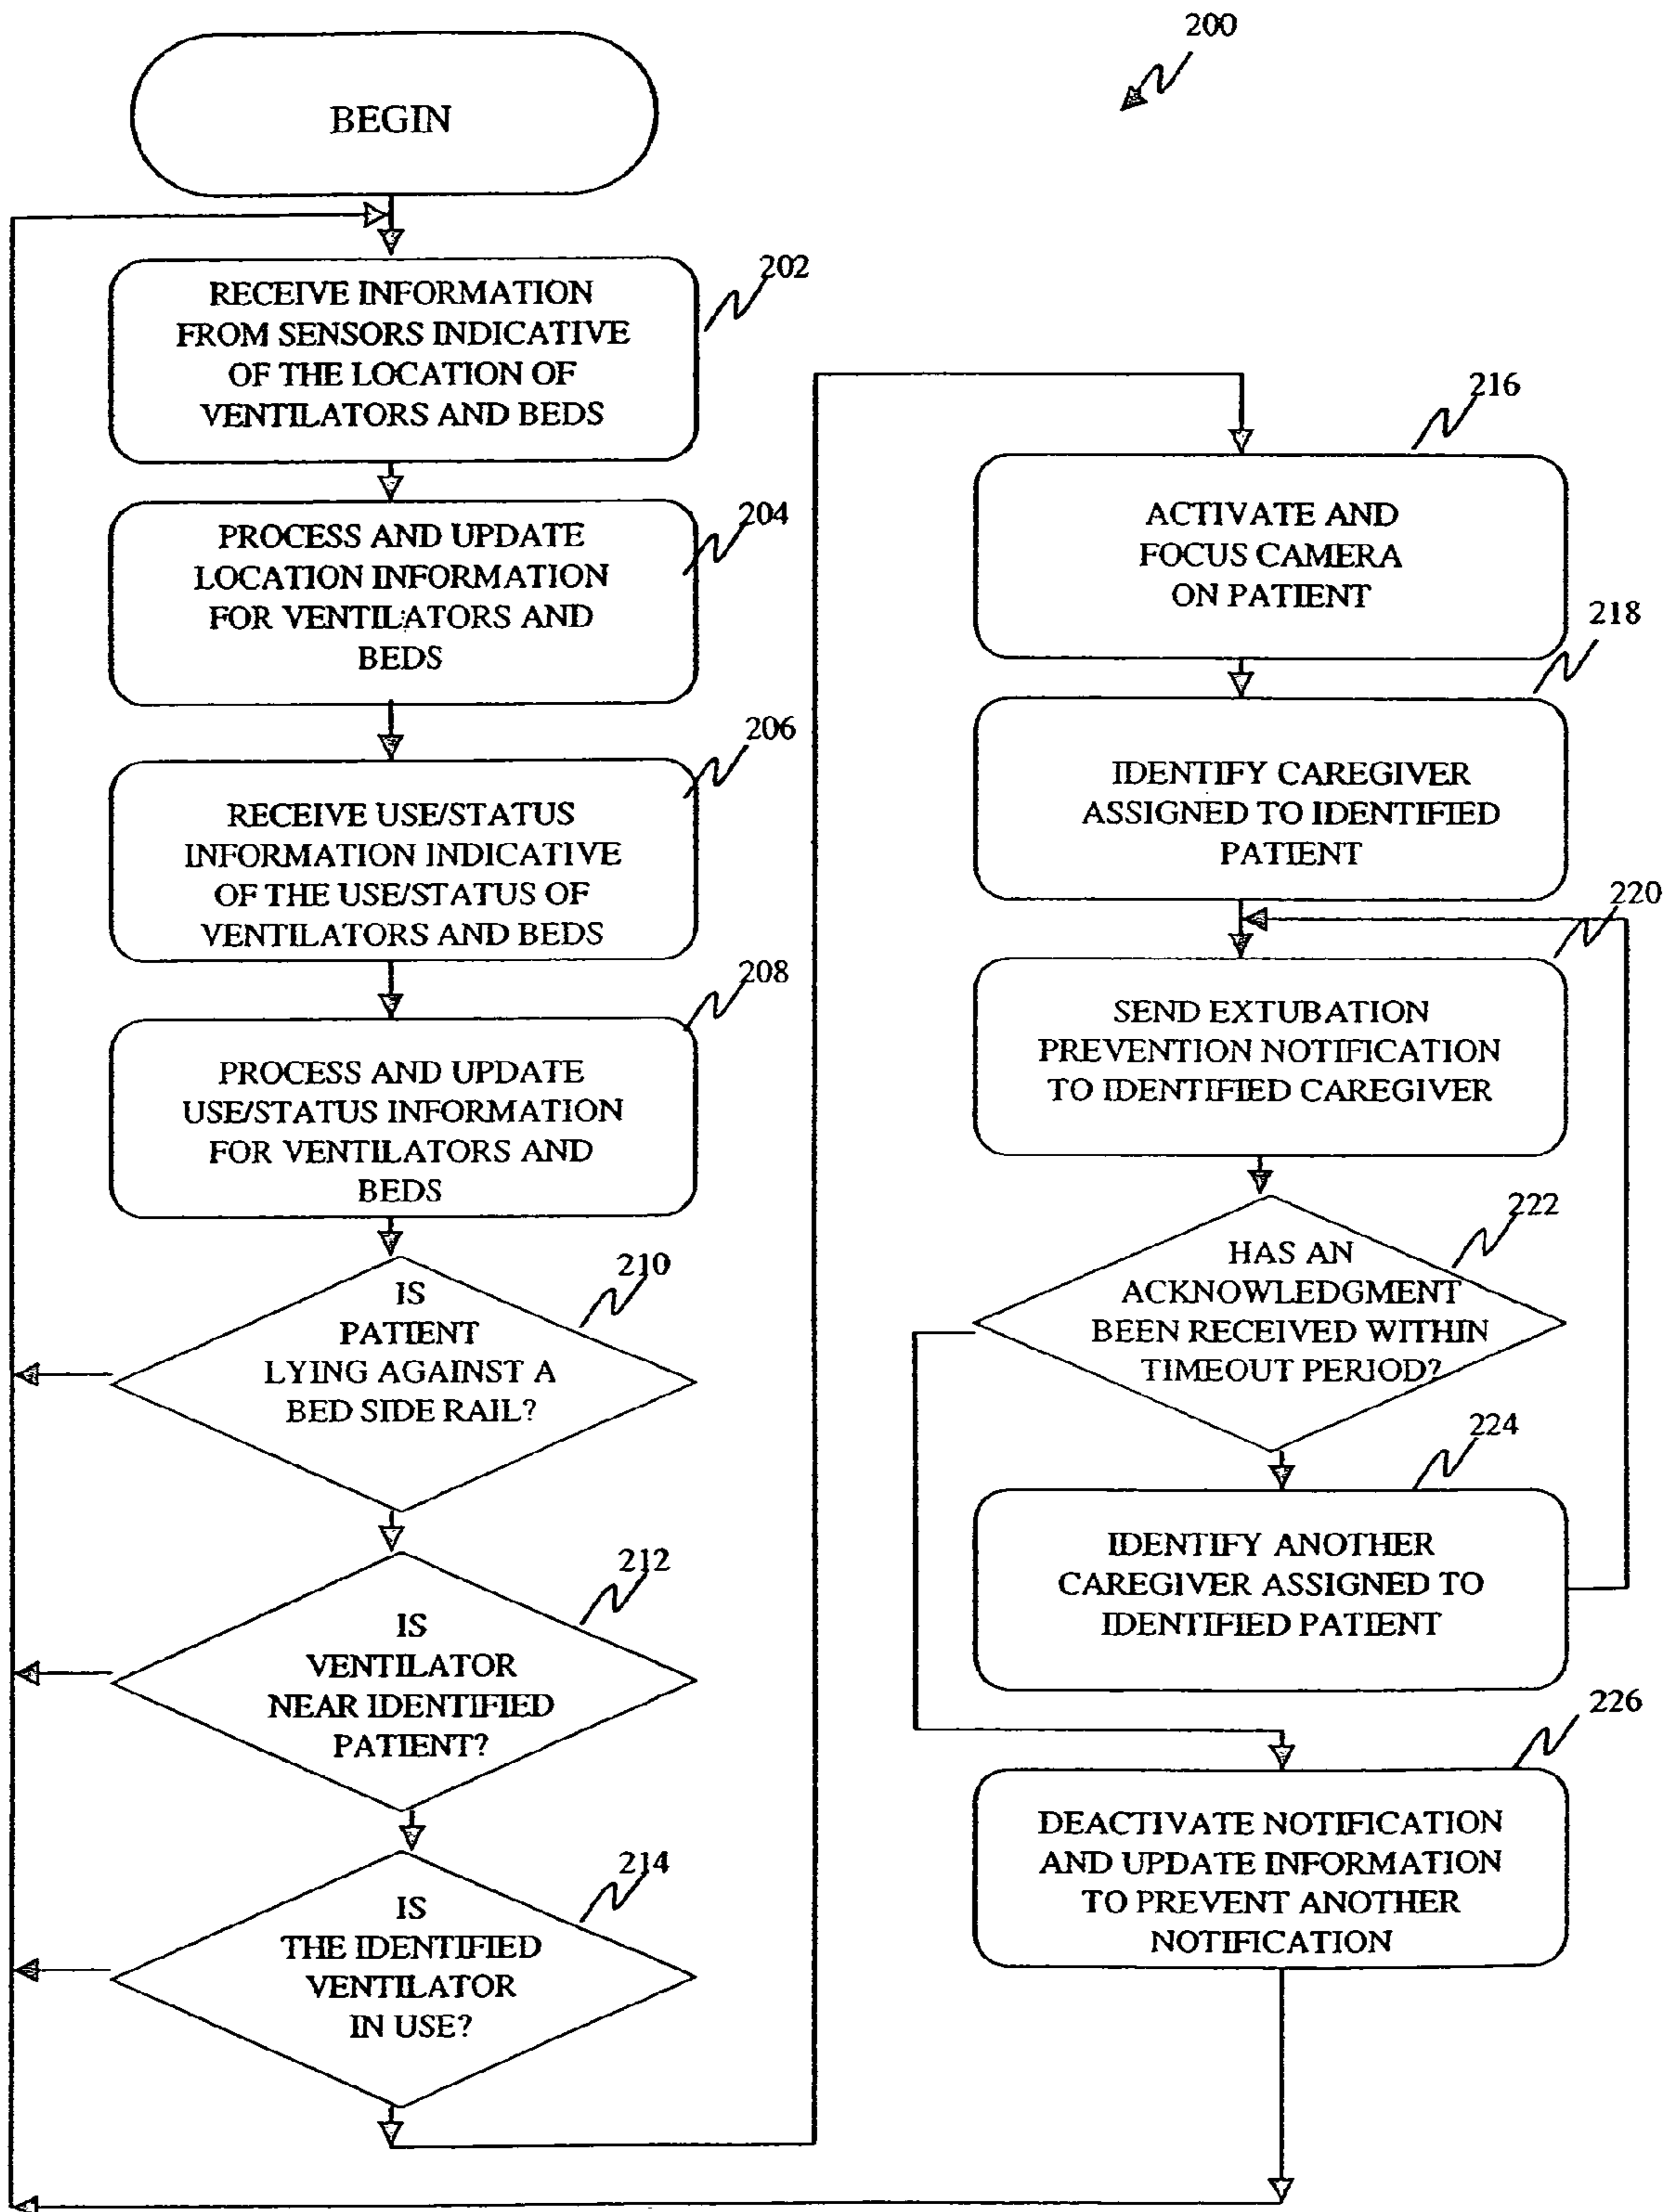 200
BEGIN
202
RECEIVE INFORMATION
FROM SENSORS INDICATIVE
OF THE LOCATION OF
VENTILATORS AND BEDS
204
PROCESS AND UPDATE
LOCATION INFORMATION
FOR VENTILATORS AND
BEDS
206
RECEIVE USE/STATUS
INFORMATION INDICATIVE
OF THE USE/STATUS OF
VENTILATORS AND BEDS
208
PROCESS AND UPDATE
USE/STATUS INFORMATION
FOR VENTILATORS AND
BEDS
210
IS
PATIENT
LYING AGAINST A
BED SIDE RAIL?
212
IS
VENTILATOR
NEAR IDENTIFIED
PATIENT?
214
IS
THE IDENTIFIED
VENTILATOR
IN USE?
216
ACTIVATE AND
FOCUS CAMERA
ON PATIENT
218
IDENTIFY CAREGIVER
ASSIGNED TO IDENTIFIED
PATIENT
220
SEND EXTUBATION
PREVENTION NOTIFICATION
TO IDENTIFIED CAREGIVER
222
HAS AN
ACKNOWLEDGMENT
BEEN RECEIVED WITHIN
TIMEOUT PERIOD?
224
IDENTIFY ANOTHER
CAREGIVER ASSIGNED TO
IDENTIFIED PATIENT
226
DEACTIVATE NOTIFICATION
AND UPDATE INFORMATION
TO PREVENT ANOTHER
NOTIFICATION